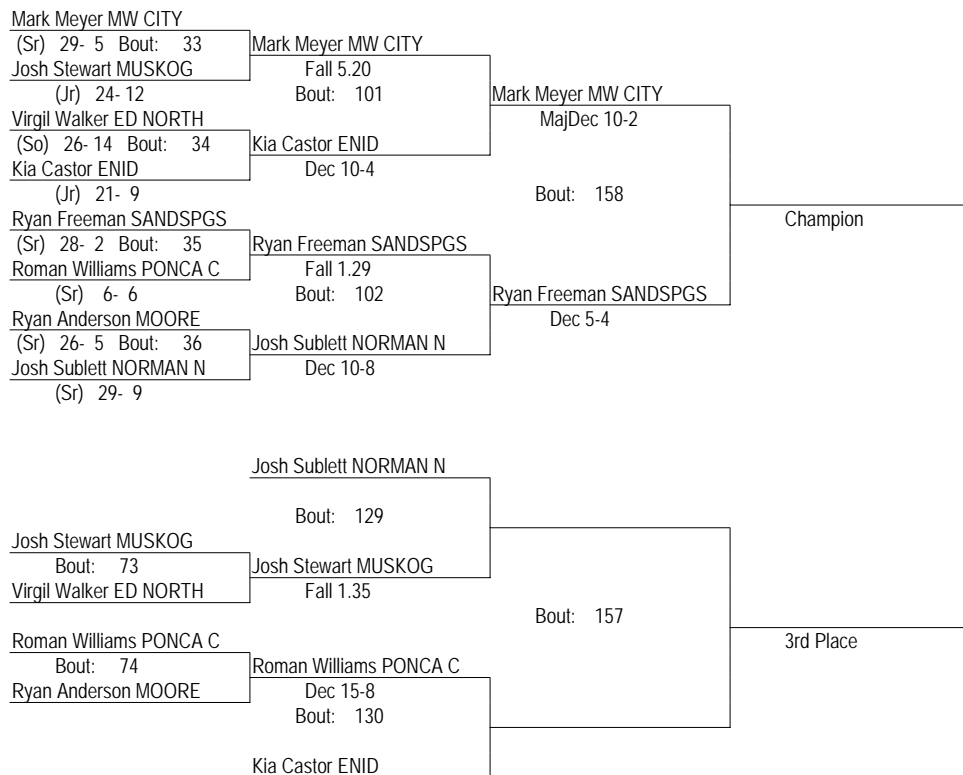 Mark Meyer MW CITY
(Sr) 29- 5 Bout: 33
Mark Meyer MW CITY
Josh Stewart MUSKOG
Fall 5.20
(Jr) 24- 12
Bout: 101
Mark Meyer MW CITY
Virgil Walker ED NORTH
MajDec 10-2
(So) 26- 14 Bout: 34
Kia Castor ENID
Kia Castor ENID
Dec 10-4
(Jr) 21- 9
Bout: 158
Ryan Freeman SANDSPGS
Champion
(Sr) 28- 2 Bout: 35
Ryan Freeman SANDSPGS
Roman Williams PONCA C
Fall 1.29
(Sr) 6- 6
Bout: 102
Ryan Freeman SANDSPGS
Ryan Anderson MOORE
Dec 5-4
(Sr) 26- 5 Bout: 36
Josh Sublett NORMAN N
Josh Sublett NORMAN N
Dec 10-8
(Sr) 29- 9
Josh Sublett NORMAN N
Bout: 129
Josh Stewart MUSKOG
Bout: 73
Josh Stewart MUSKOG
Virgil Walker ED NORTH
Fall 1.35
Bout: 157
Roman Williams PONCA C
3rd Place
Bout: 74
Roman Williams PONCA C
Ryan Anderson MOORE
Dec 15-8
Bout: 130
Kia Castor ENID